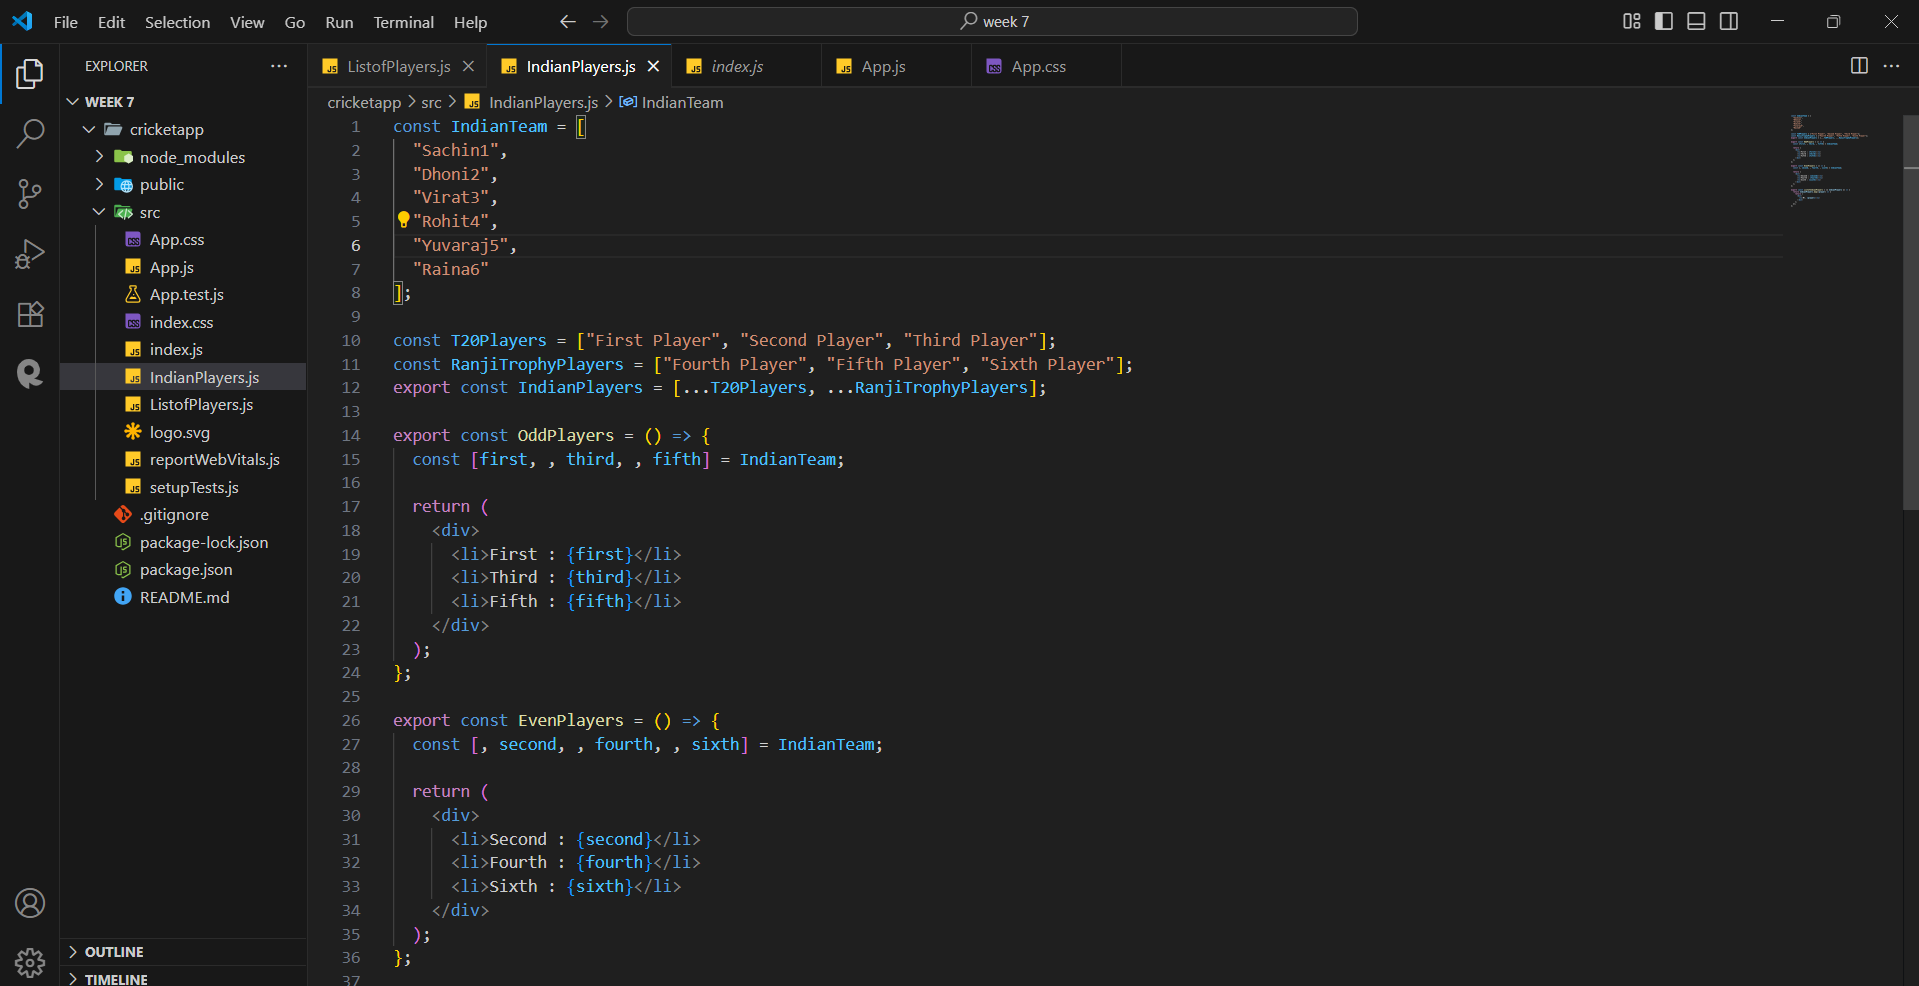 File Edit Selection View Go Run Terminal Help
week 7
EXPLORER
WEEK 7
cricketapp
node_modules
public
src
App.css
App.js
App.test.js
index.css
index.js
IndianPlayers.js
ListofPlayers.js
logo.svg
reportWebVitals.js
setupTests.js
.gitignore
package-lock.json
package.json
README.md
OUTLINE
TIMELINE
ListofPlayers.js IndianPlayers.js index.js App.js App.css
cricketapp > src > IndianPlayers.js > IndianTeam
1 const IndianTeam = [
2 "Sachin1",
3 "Dhoni2",
4 "Virat3",
5 "Rohit4",
6 "Yuvaraj5",
7 "Raina6"
8 ];
9
10 const T20Players = ["First Player", "Second Player", "Third Player"];
11 const RanjiTrophyPlayers = ["Fourth Player", "Fifth Player", "Sixth Player"];
12 export const IndianPlayers = [...T20Players, ...RanjiTrophyPlayers];
13
14 export const OddPlayers = () => {
15 const [first, , third, , fifth] = IndianTeam;
16
17 return (
18 <div>
19 <li>First : {first}</li>
20 <li>Third : {third}</li>
21 <li>Fifth : {fifth}</li>
22 </div>
23 );
24 };
25
26 export const EvenPlayers = () => {
27 const [, second, , fourth, , sixth] = IndianTeam;
28
29 return (
30 <div>
31 <li>Second : {second}</li>
32 <li>Fourth : {fourth}</li>
33 <li>Sixth : {sixth}</li>
34 </div>
35 );
36 };
37